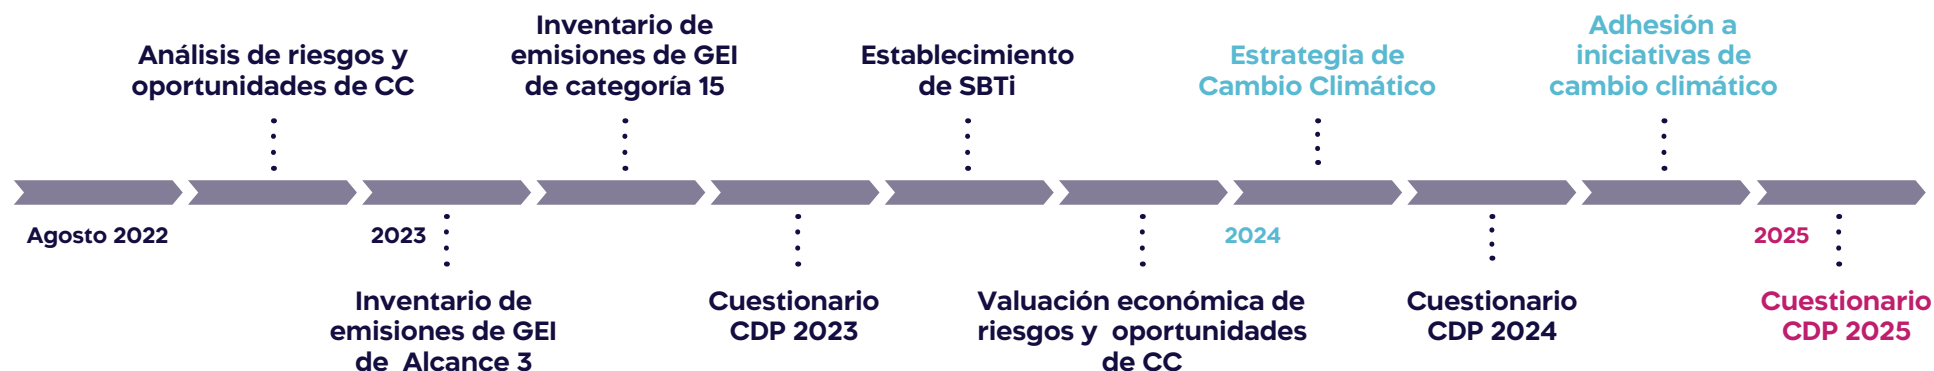 Análisis de riesgos y
oportunidades de CC
Inventario de
emisiones de GEI
de categoría 15
Establecimiento
de SBTi
Estrategia de
Cambio Climático
Adhesión a
iniciativas de
cambio climático
Agosto 2022
2023
2024
2025
Inventario de
emisiones de GEI
de Alcance 3
Cuestionario
CDP 2023
Valuación económica de
riesgos y oportunidades
de CC
Cuestionario
CDP 2024
Cuestionario
CDP 2025